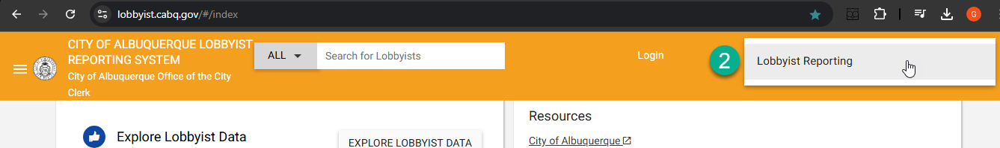 lobbyist.cabq.gov/#/index
G
CITY OF ALBUQUERQUE LOBBYIST
REPORTING SYSTEM
City of Albuquerque Office of the City
Clerk
ALL
Search for Lobbyists
Login
2
Lobbyist Reporting
Explore Lobbyist Data
EXPLORE LOBBYIST DATA
Resources
City of Albuquerque